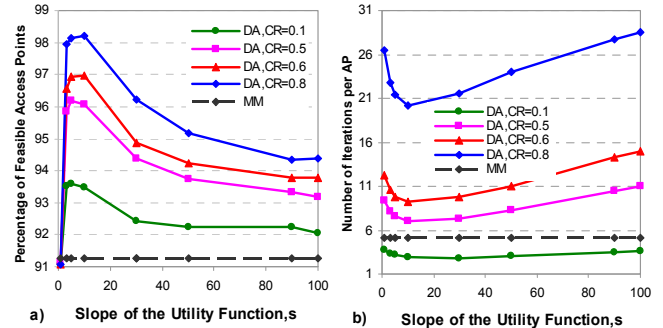 Percentage of Feasible Access Points
99
98
97
96
95
94
93
92
91
0 20 40 60 80 100
DA,CR=0.1
DA,CR=0.5
DA,CR=0.6
DA,CR=0.8
MM
a) Slope of the Utility Function,s
Number of Iterations per AP
31
26
21
16
11
6
1
0 20 40 60 80 100
DA,CR=0.1
DA,CR=0.5
DA,CR=0.6
DA,CR=0.8
MM
b) Slope of the Utility Function,s